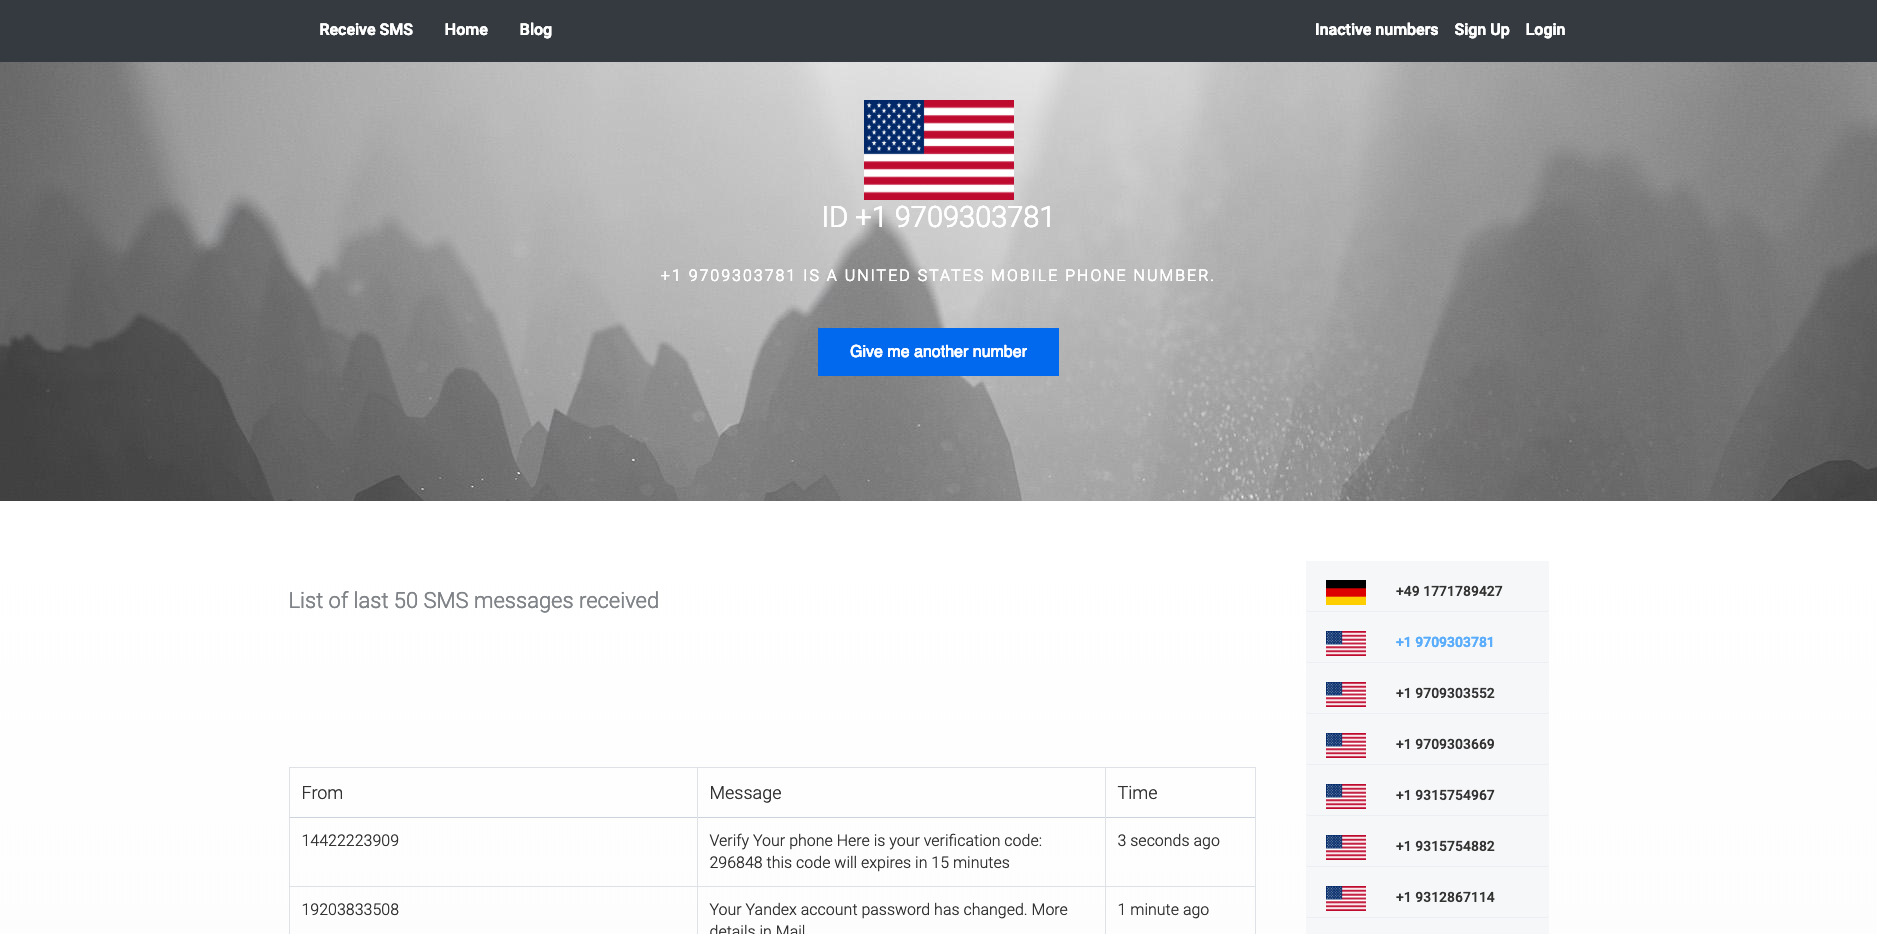 Receive SMS Home Blog Inactive numbers Sign Up Login
ID +1 9709303781
+1 9709303781 IS A UNITED STATES MOBILE PHONE NUMBER.
Give me another number
List of last 50 SMS messages received
From Message Time
14422223909 Verify Your phone Here is your verification code: 3 seconds ago
296848 this code will expires in 15 minutes
19203833508 Your Yandex account password has changed. More 1 minute ago
details in Mail
+49 1771789427
+1 9709303781
+1 9709303552
+1 9709303669
+1 9315754967
+1 9315754882
+1 9312867114